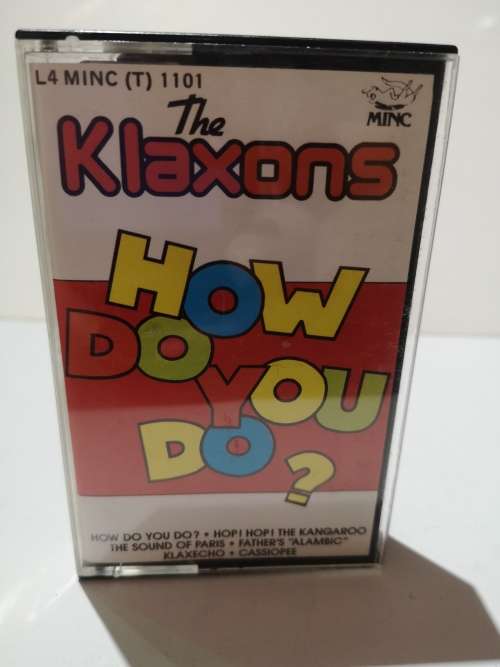 L4 MINC (T) 1101
MINC
The
Klaxons
HOW
DO YOU
DO?
HOW DO YOU DO? • HOP! HOP! THE KANGAROO
THE SOUND OF PARIS • FATHER'S "ALAMBIC"
KLAXECHO • CASSIOPEE